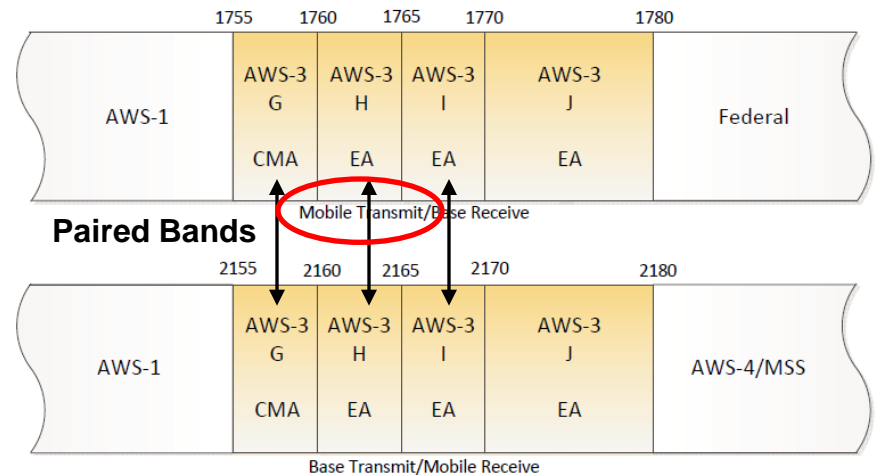 1755 1760 1765 1770 1780
AWS-1
AWS-3 G CMA
AWS-3 H EA
AWS-3 I EA
AWS-3 J EA
Federal
Mobile Transmit/Base Receive
Paired Bands
2155 2160 2165 2170 2180
AWS-1
AWS-3 G CMA
AWS-3 H EA
AWS-3 I EA
AWS-3 J EA
AWS-4/MSS
Base Transmit/Mobile Receive